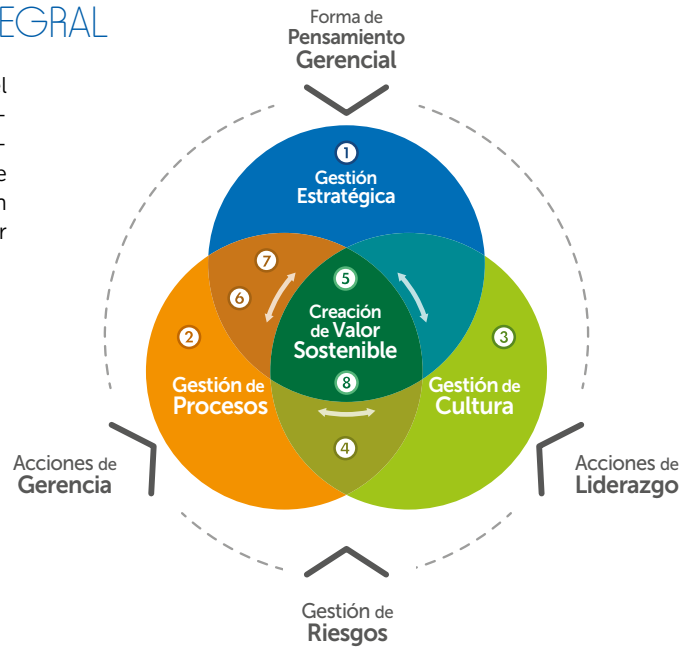 EGRAL
el
-
-
e
n
r
Forma de
Pensamiento
Gerencial
1
Gestión
Estratégica
7
6
5
Creación
de Valor
Sostenible
8
2
Gestión de
Procesos
3
Gestión de
Cultura
4
Acciones de
Gerencia
Acciones de
Liderazgo
Gestión de
Riesgos